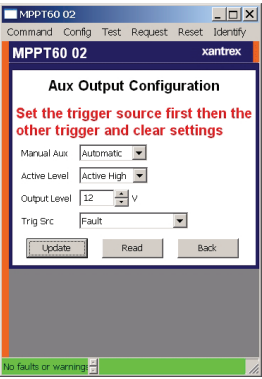 MPPT60 02
Command Config Test Request Reset Identify
MPPT60 02 xantrex
Aux Output Configuration
Set the trigger source first then the
other trigger and clear settings
Manual Aux Automatic
Active Level Active High
Output Level 12 V
Trig Src Fault
Update Read Back
No faults or warnings